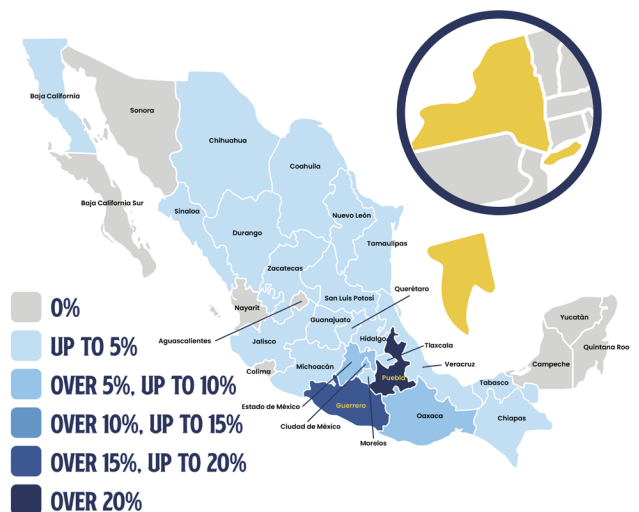 Baja California
Sonora
Chihuahua
Coahuila
Baja California Sur
Sinaloa
Nuevo León
Durango
Tamaulipas
Zacatecas
Querétaro
San Luis Potosí
Nayarit
Guanajuato
Yucatàn
Aguascalientes
Jalisco
Hidalgo
Tlaxcala
Quintana Roo
Colima
Michoacán
Veracruz
Campeche
Puebla
Tabasco
Estado de México
Guerrero
Oaxaca
Chiapas
Ciudad de México
Morelos
0%
UP TO 5%
OVER 5%, UP TO 10%
OVER 10%, UP TO 15%
OVER 15%, UP TO 20%
OVER 20%